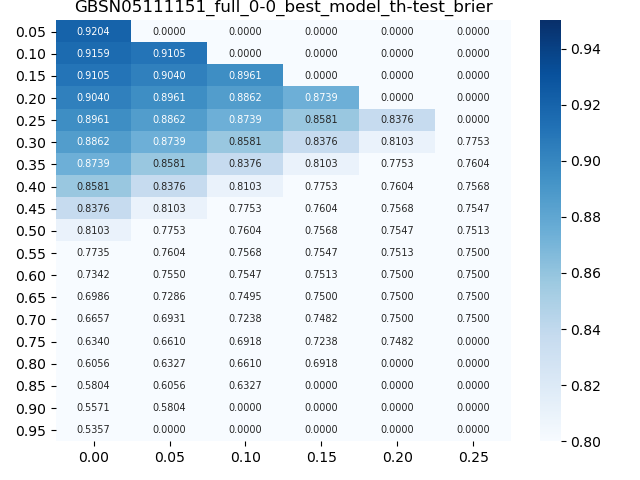 GBSN05111151_full_0-0_best_model_th-test_brier
0.05 0.9204 0.0000 0.0000 0.0000 0.0000 0.0000
0.10 0.9159 0.9105 0.0000 0.0000 0.0000 0.0000
0.15 0.9105 0.9040 0.8961 0.0000 0.0000 0.0000
0.20 0.9040 0.8961 0.8862 0.8739 0.0000 0.0000
0.25 0.8961 0.8862 0.8739 0.8581 0.8376 0.0000
0.30 0.8862 0.8739 0.8581 0.8376 0.8103 0.7753
0.35 0.8739 0.8581 0.8376 0.8103 0.7753 0.7604
0.40 0.8581 0.8376 0.8103 0.7753 0.7604 0.7568
0.45 0.8376 0.8103 0.7753 0.7604 0.7568 0.7547
0.50 0.8103 0.7753 0.7604 0.7568 0.7547 0.7513
0.55 0.7735 0.7604 0.7568 0.7547 0.7513 0.7500
0.60 0.7342 0.7550 0.7547 0.7513 0.7500 0.7500
0.65 0.6986 0.7286 0.7495 0.7500 0.7500 0.7500
0.70 0.6657 0.6931 0.7238 0.7482 0.7500 0.7500
0.75 0.6340 0.6610 0.6918 0.7238 0.7482 0.0000
0.80 0.6056 0.6327 0.6610 0.6918 0.0000 0.0000
0.85 0.5804 0.6056 0.6327 0.0000 0.0000 0.0000
0.90 0.5571 0.5804 0.0000 0.0000 0.0000 0.0000
0.95 0.5357 0.0000 0.0000 0.0000 0.0000 0.0000
0.00 0.05 0.10 0.15 0.20 0.25
0.94
0.92
0.90
0.88
0.86
0.84
0.82
0.80